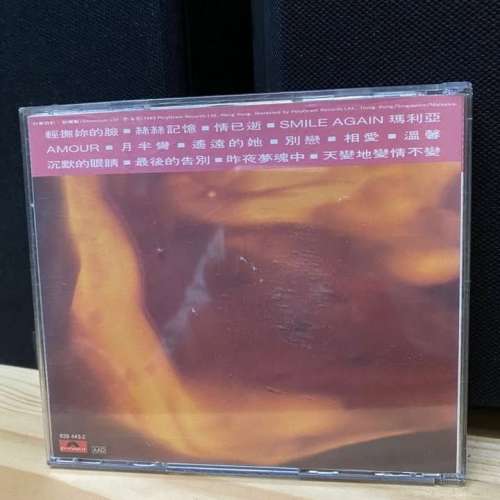 輕撫妳的臉 ■ 絲絲記憶 ■ 情已逝 ■ SMILE AGAIN 瑪利亞
AMOUR ■ 月半彎 ■ 遙遠的她 ■ 別戀 ■ 相愛 ■ 溫馨
沉默的眼睛 ■ 最後的告別 ■ 昨夜夢魂中 ■ 天變地變情不變
AAD